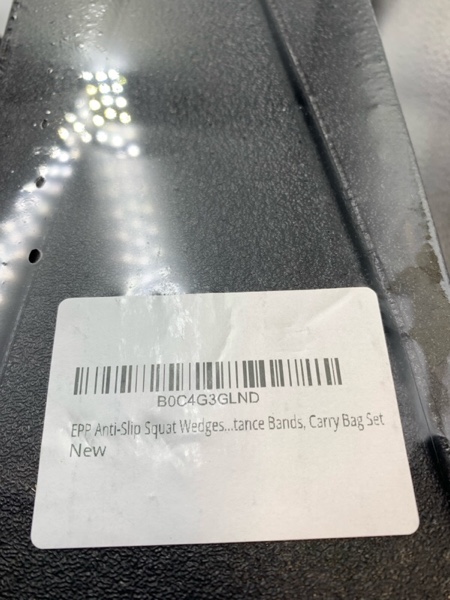 B0C4G3GLND
EPP Anti-Slip Squat Wedges...tance Bands, Carry Bag Set
New